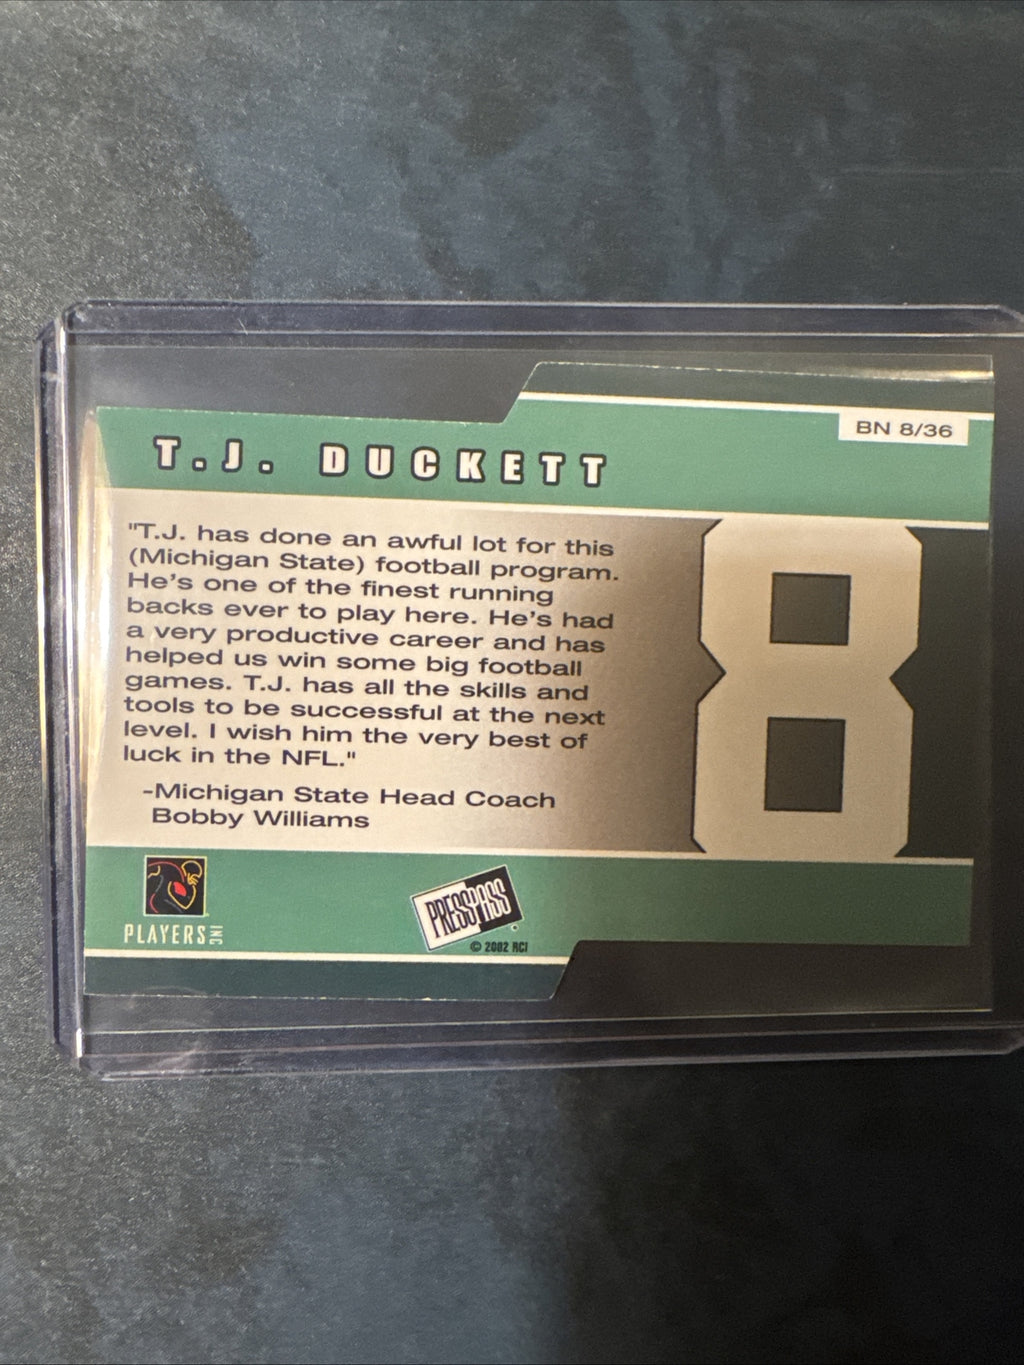 BN 8/36
T.J. DUCKETT
"T.J. has done an awful lot for this
(Michigan State) football program.
He's one of the finest running
backs ever to play here. He's had
a very productive career and has
helped us win some big football
games. T.J. has all the skills and
tools to be successful at the next
level. I wish him the very best of
luck in the NFL."
-Michigan State Head Coach
Bobby Williams
8
PLAYERS INC
PRESS PASS
© 2002 RCI